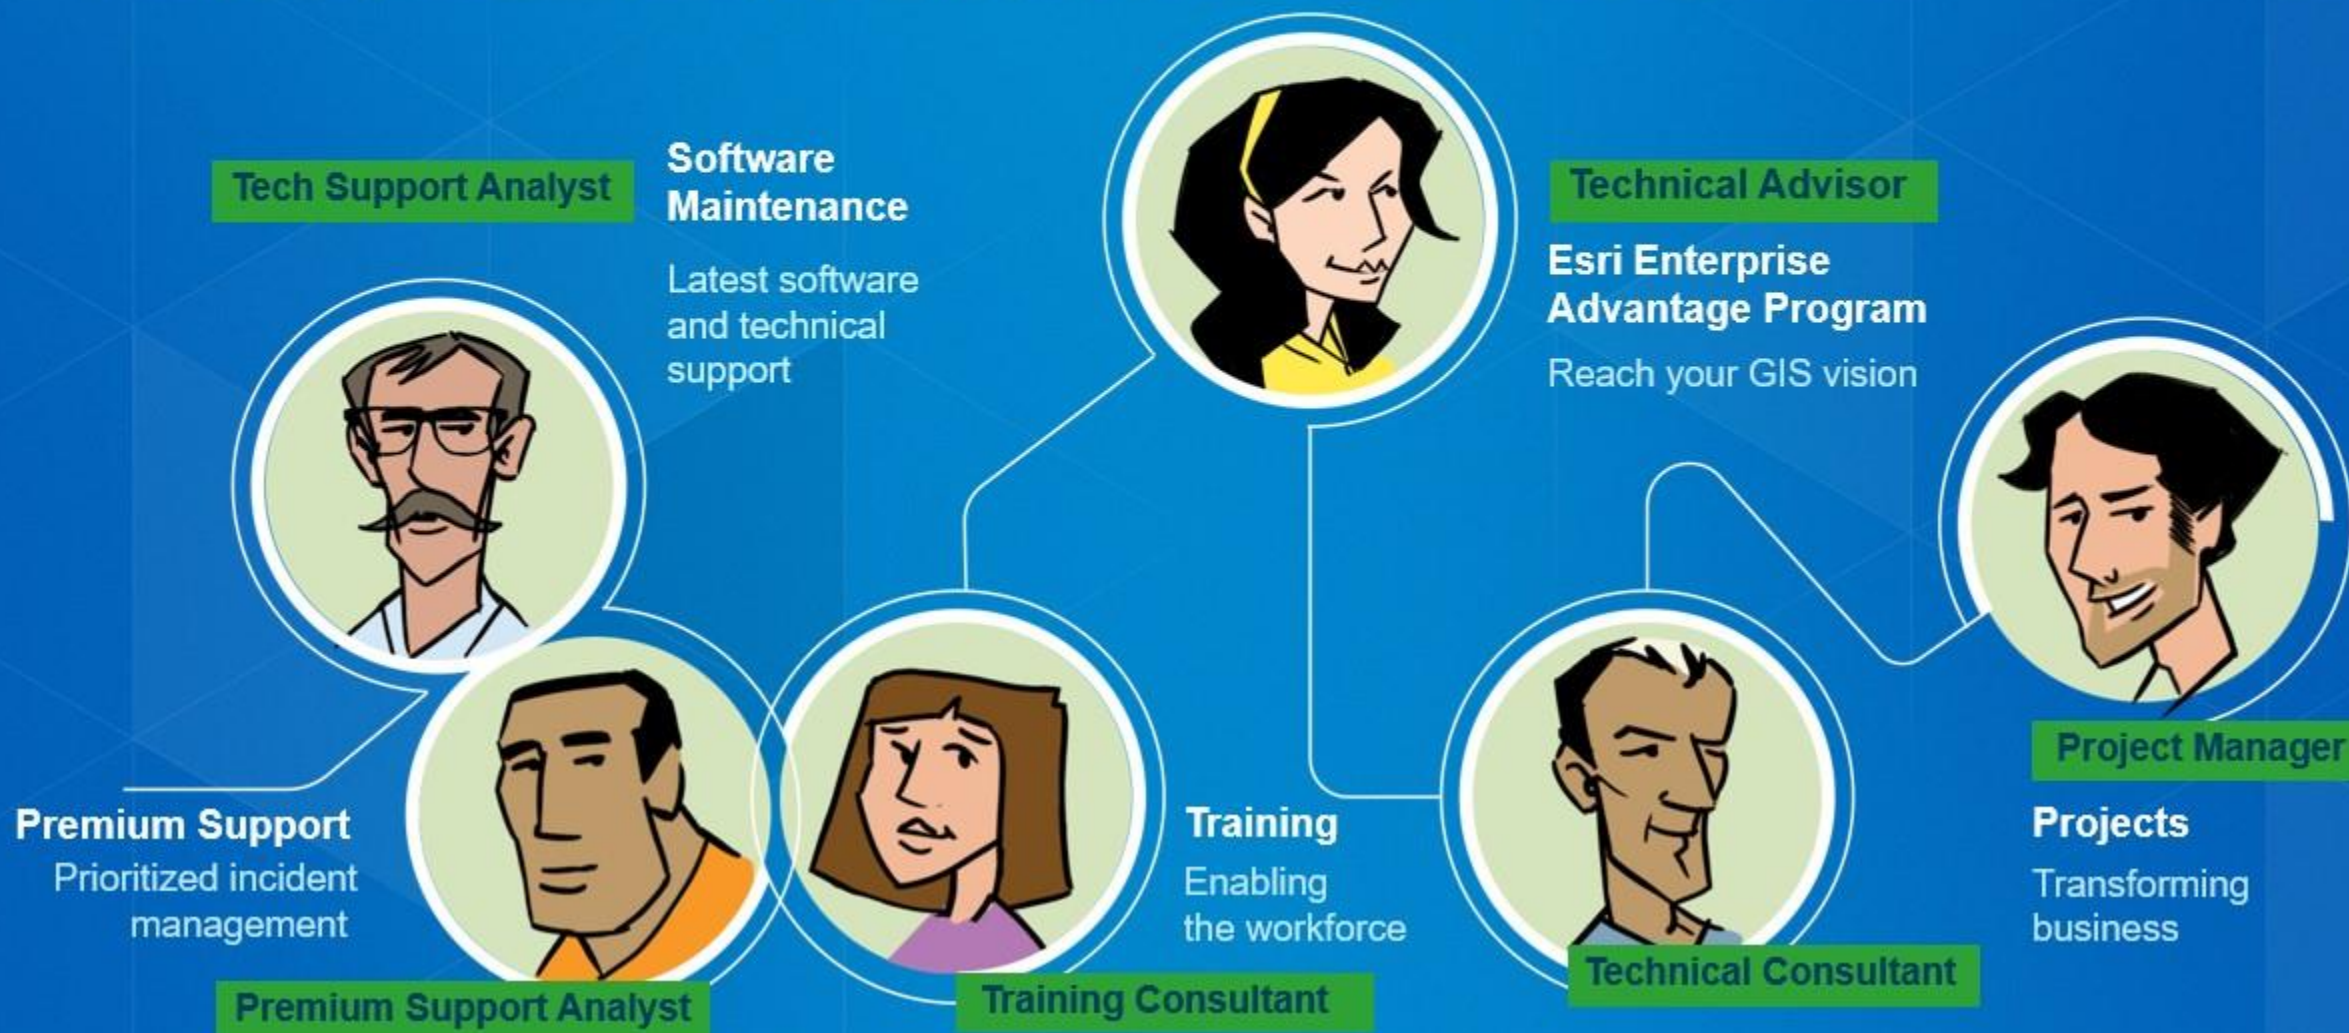 Tech Support Analyst
Software
Maintenance
Latest software
and technical
support
Technical Advisor
Esri Enterprise
Advantage Program
Reach your GIS vision
Premium Support
Prioritized incident
management
Premium Support Analyst
Training
Enabling
the workforce
Training Consultant
Technical Consultant
Project Manager
Projects
Transforming
business